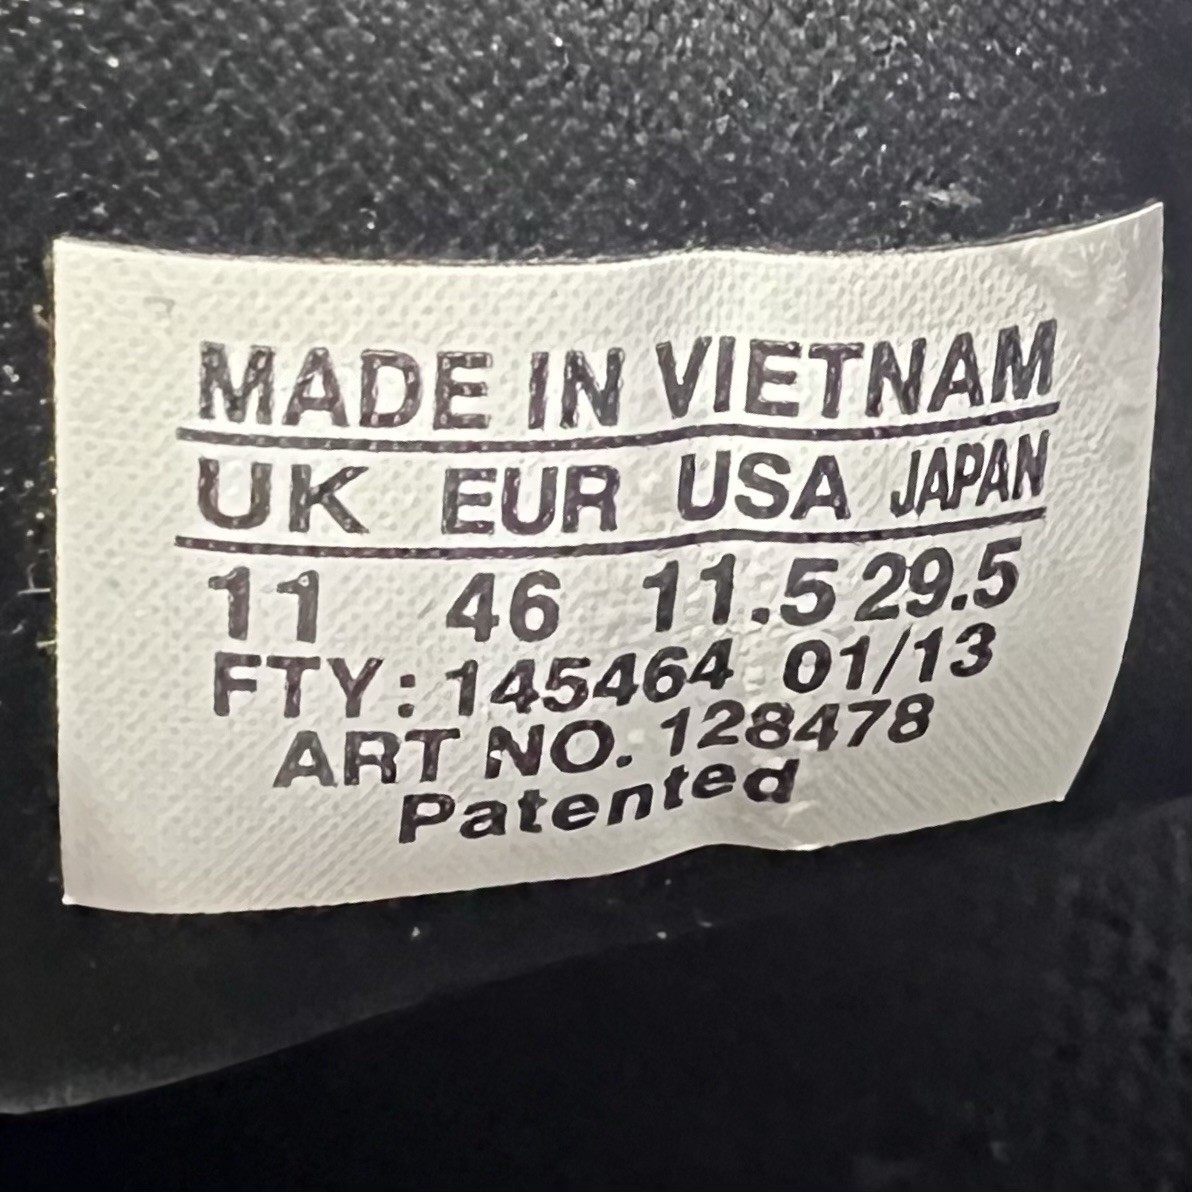 MADE IN VIETNAM
UK EUR USA JAPAN
11 46 11.5 29.5
FTY: 145464 01/13
ART NO. 128478
Patented